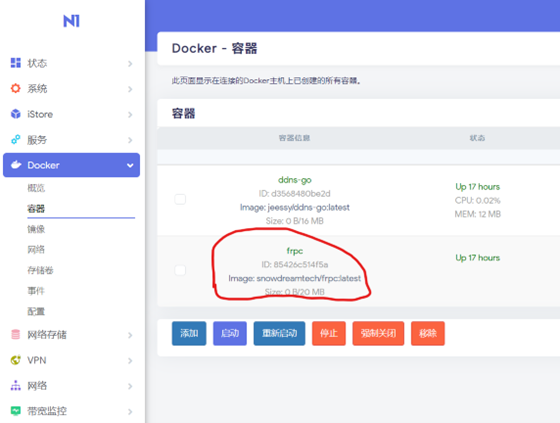 N1
状态
系统
iStore
服务
Docker
概览
容器
镜像
网络
存储卷
事件
配置
网络存储
VPN
网络
带宽监控
Docker - 容器
此页面显示在连接的Docker主机上已创建的所有容器。
容器
容器信息 状态
ddns-go
ID: d3568480be2d
Image: jeessy/ddns-go:latest
Size: 0 B/16 MB
Up 17 hours
CPU: 0.02%
MEM: 12 MB
frpc
ID: 85426c514f5a
Image: snowdreamtech/frpc:latest
Size: 0 B/20 MB
Up 17 hours
添加 启动 重新启动 停止 强制关闭 移除